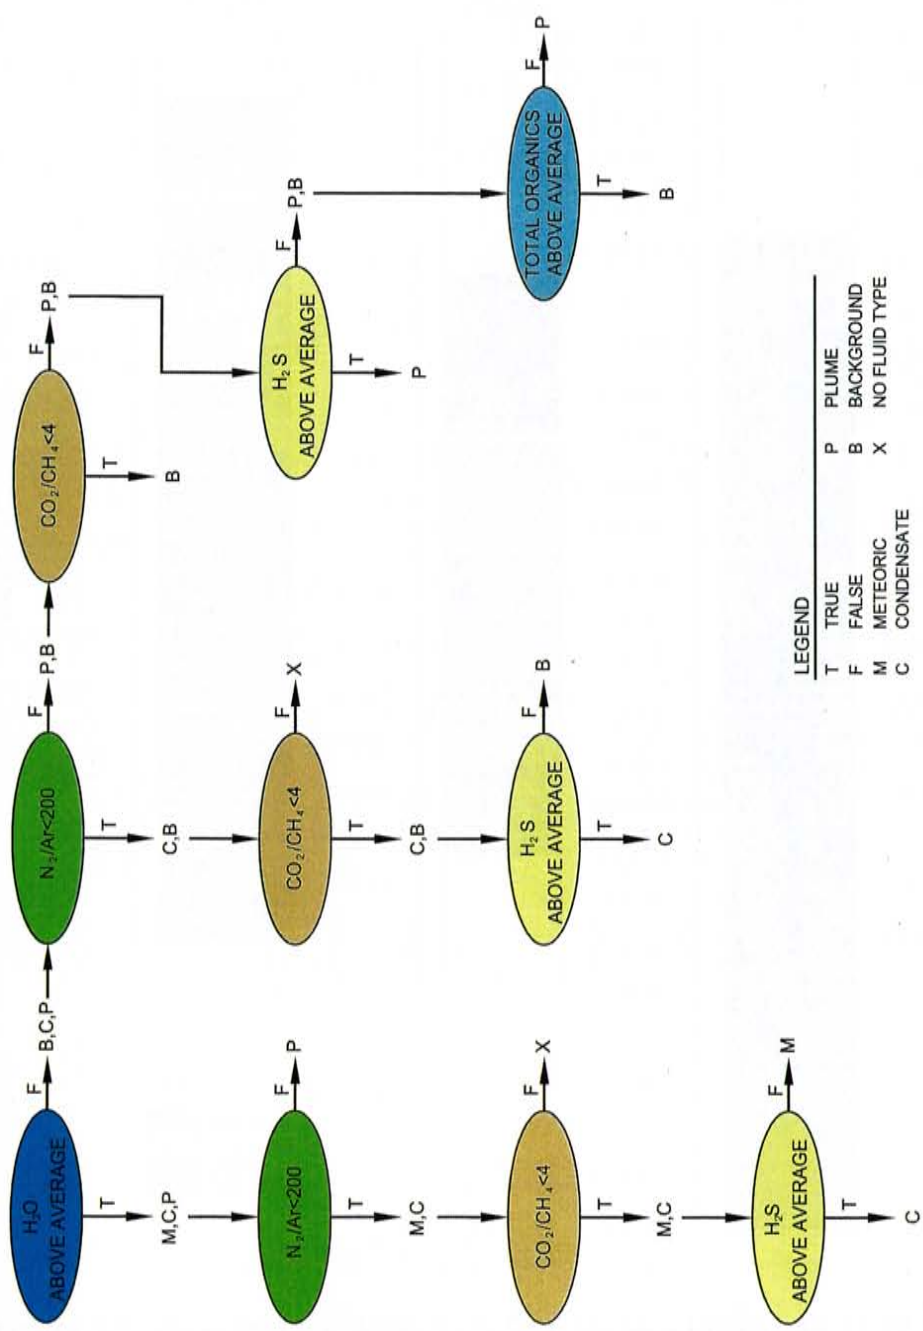 H₂O
ABOVE AVERAGE
F
B,C,P
N₂/Ar<200
F
P,B
CO₂/CH₄<4
F
P,B
T
T
T
M,C,P
C,B
B
N₂/Ar<200
F
P
CO₂/CH₄<4
F
X
H₂S
ABOVE AVERAGE
F
P,B
T
T
T
M,C
C,B
P
CO₂/CH₄<4
F
X
H₂S
ABOVE AVERAGE
F
B
TOTAL ORGANICS
ABOVE AVERAGE
F
P
T
T
T
M,C
C
B
H₂S
ABOVE AVERAGE
F
M
T
C
LEGEND
T TRUE P PLUME
F FALSE B BACKGROUND
M METEORIC X NO FLUID TYPE
C CONDENSATE